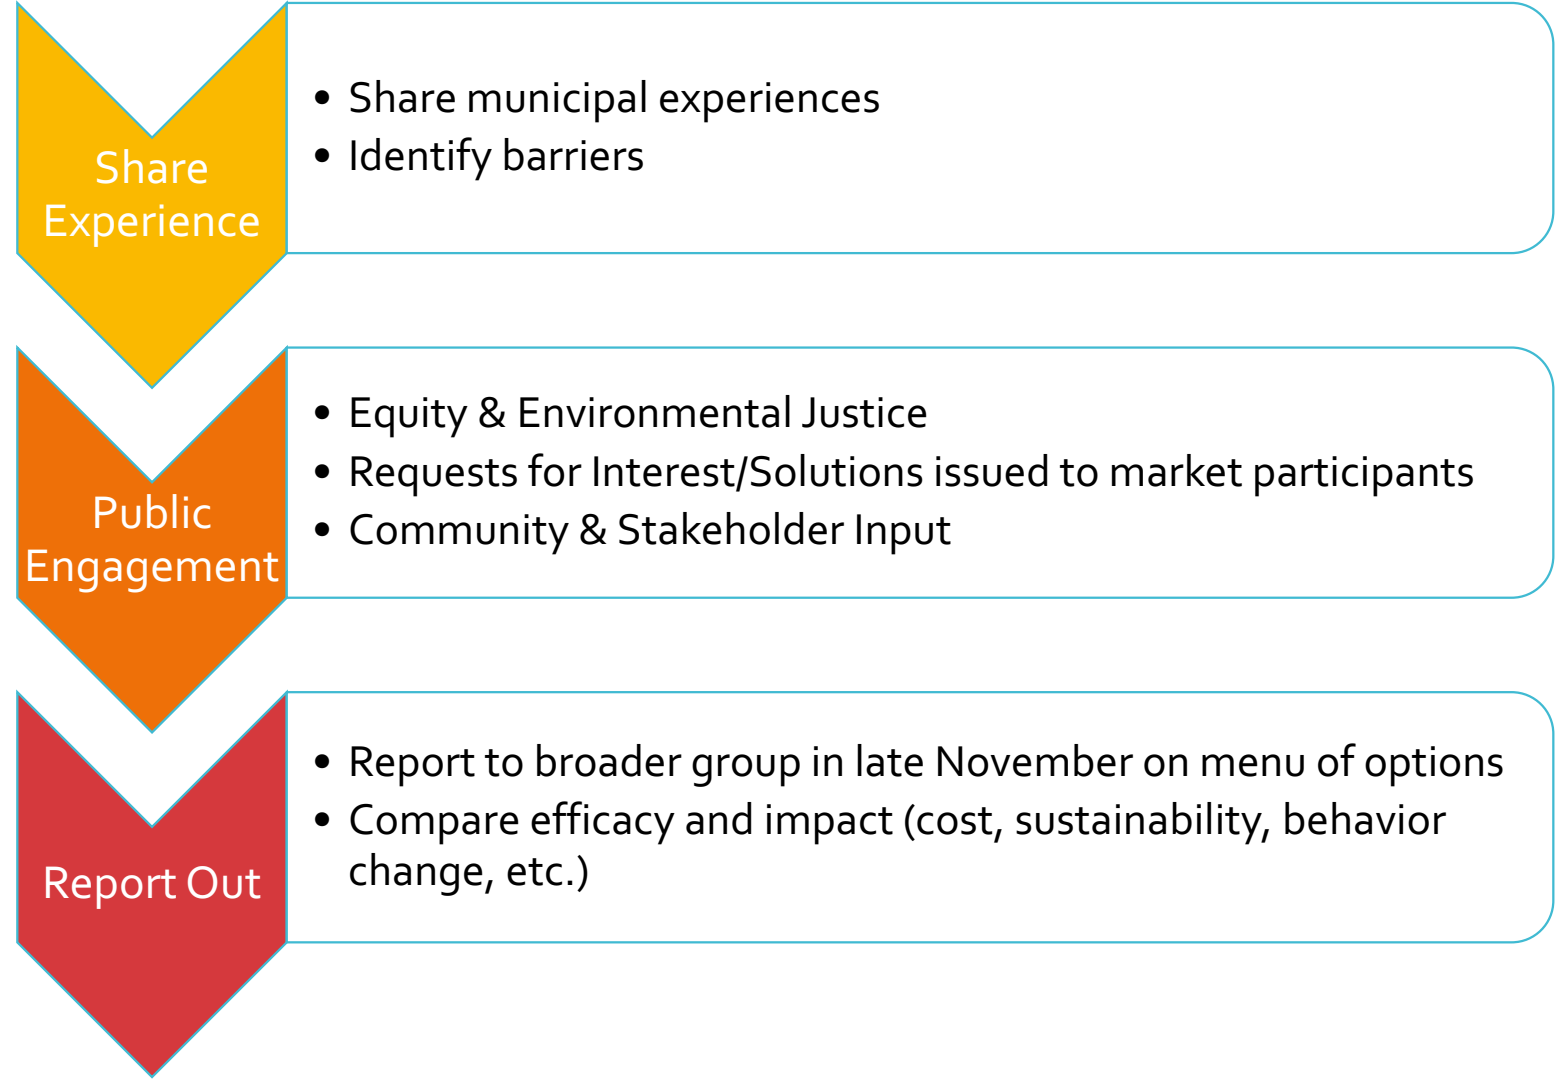 Share
Experience
• Share municipal experiences
• Identify barriers
Public
Engagement
• Equity & Environmental Justice
• Requests for Interest/Solutions issued to market participants
• Community & Stakeholder Input
Report Out
• Report to broader group in late November on menu of options
• Compare efficacy and impact (cost, sustainability, behavior
change, etc.)